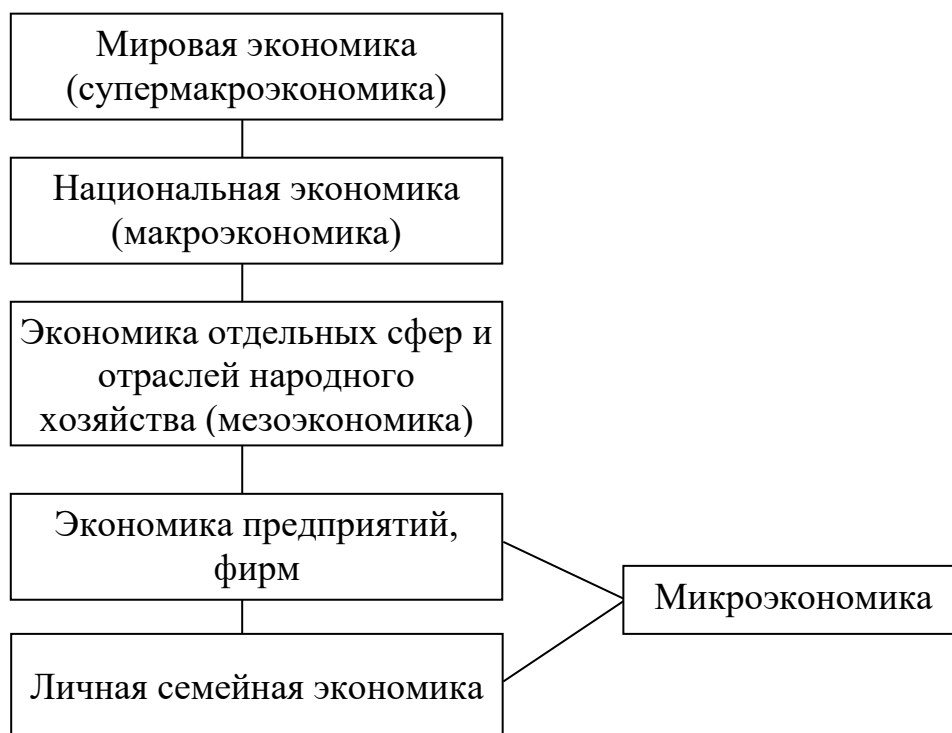 Мировая экономика
(супермакроэкономика)
Национальная экономика
(макроэкономика)
Экономика отдельных сфер и
отраслей народного
хозяйства (мезоэкономика)
Экономика предприятий,
фирм
Микроэкономика
Личная семейная экономика